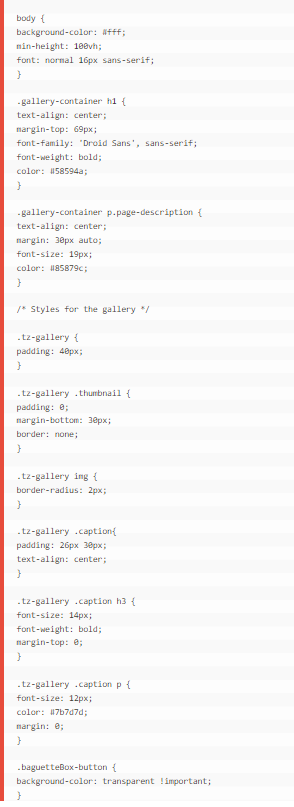 body {
background-color: #fff;
min-height: 100vh;
font: normal 16px sans-serif;
}
.gallery-container h1 {
text-align: center;
margin-top: 69px;
font-family: 'Droid Sans', sans-serif;
font-weight: bold;
color: #58594a;
}
.gallery-container p.page-description {
text-align: center;
margin: 30px auto;
font-size: 19px;
color: #85879c;
}
/* Styles for the gallery */
.tz-gallery {
padding: 40px;
}
.tz-gallery .thumbnail {
padding: 0;
margin-bottom: 30px;
border: none;
}
.tz-gallery img {
border-radius: 2px;
}
.tz-gallery .caption{
padding: 26px 30px;
text-align: center;
}
.tz-gallery .caption h3 {
font-size: 14px;
font-weight: bold;
margin-top: 0;
}
.tz-gallery .caption p {
font-size: 12px;
color: #7b7d7d;
margin: 0;
}
.baguetteBox-button {
background-color: transparent !important;
}